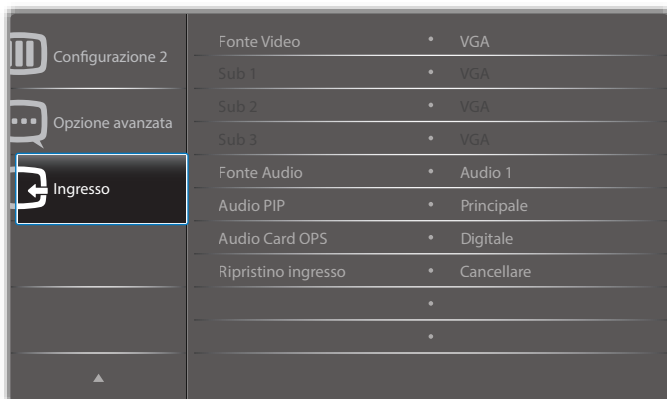 Configurazione 2
Opzione avanzata
Ingresso
Fonte Video • VGA
Sub 1 VGA
Sub 2 VGA
Sub 3 VGA
Fonte Audio • Audio 1
Audio PIP • Principale
Audio Card OPS • Digitale
Ripristino ingresso • Cancellare